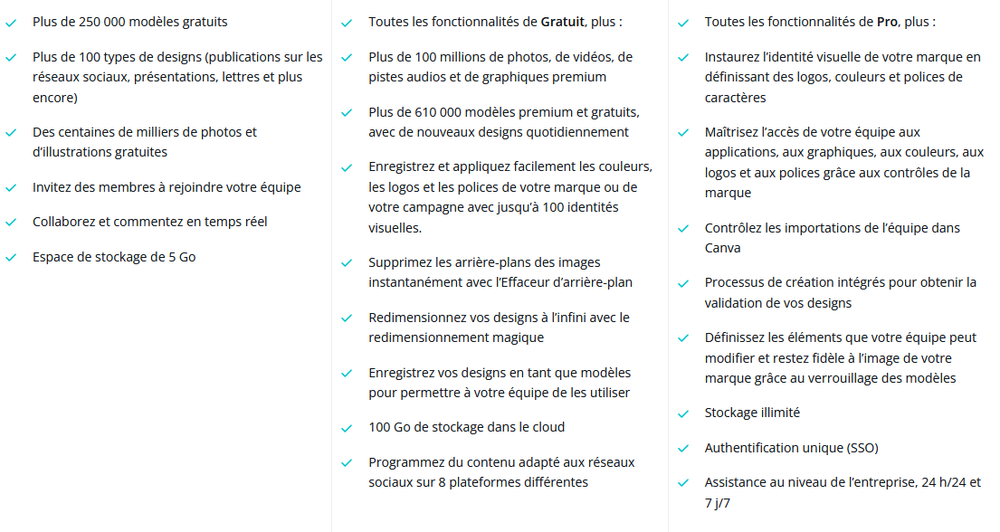 Plus de 250 000 modèles gratuits
Plus de 100 types de designs (publications sur les
réseaux sociaux, présentations, lettres et plus
encore)
Des centaines de milliers de photos et
d’illustrations gratuites
Invitez des membres à rejoindre votre équipe
Collaborez et commentez en temps réel
Espace de stockage de 5 Go
Toutes les fonctionnalités de Gratuit, plus :
Plus de 100 millions de photos, de vidéos, de
pistes audios et de graphiques premium
Plus de 610 000 modèles premium et gratuits,
avec de nouveaux designs quotidiennement
Enregistrez et appliquez facilement les couleurs,
les logos et les polices de votre marque ou de
votre campagne avec jusqu’à 100 identités
visuelles.
Supprimez les arrière-plans des images
instantanément avec l’Effaceur d’arrière-plan
Redimensionnez vos designs à l’infini avec le
redimensionnement magique
Enregistrez vos designs en tant que modèles
pour permettre à votre équipe de les utiliser
100 Go de stockage dans le cloud
Programmez du contenu adapté aux réseaux
sociaux sur 8 plateformes différentes
Toutes les fonctionnalités de Pro, plus :
Instaurez l’identité visuelle de votre marque en
définissant des logos, couleurs et polices de
caractères
Maîtrisez l’accès de votre équipe aux
applications, aux graphiques, aux couleurs, aux
logos et aux polices grâce aux contrôles de la
marque
Contrôlez les importations de l’équipe dans
Canva
Processus de création intégrés pour obtenir la
validation de vos designs
Définissez les éléments que votre équipe peut
modifier et restez fidèle à l’image de votre
marque grâce au verrouillage des modèles
Stockage illimité
Authentification unique (SSO)
Assistance au niveau de l’entreprise, 24 h/24 et
7 j/7